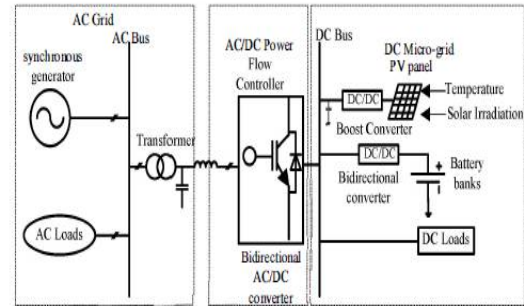 AC Grid
AC Bus
synchronous
generator
Transformer
AC Loads
AC/DC Power
Flow
Controller
Bidirectional
AC/DC
converter
DC Bus
DC Micro-grid
PV panel
DC/DC
Temperature
Solar Irradiation
Boost Converter
DC/DC
Bidirectional
converter
+
Battery
banks
DC Loads